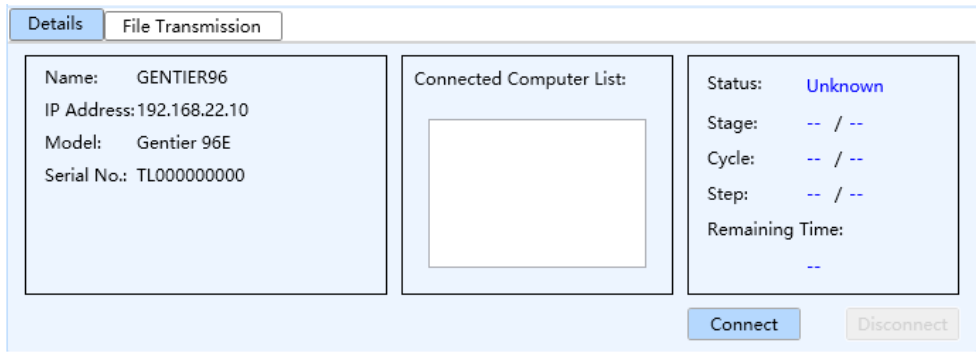 Details File Transmission
Name: GENTIER96
IP Address:192.168.22.10
Model: Gentier 96E
Serial No.: TL000000000
Connected Computer List:
Status: Unknown
Stage: -- / --
Cycle: -- / --
Step: -- / --
Remaining Time:
--
Connect Disconnect